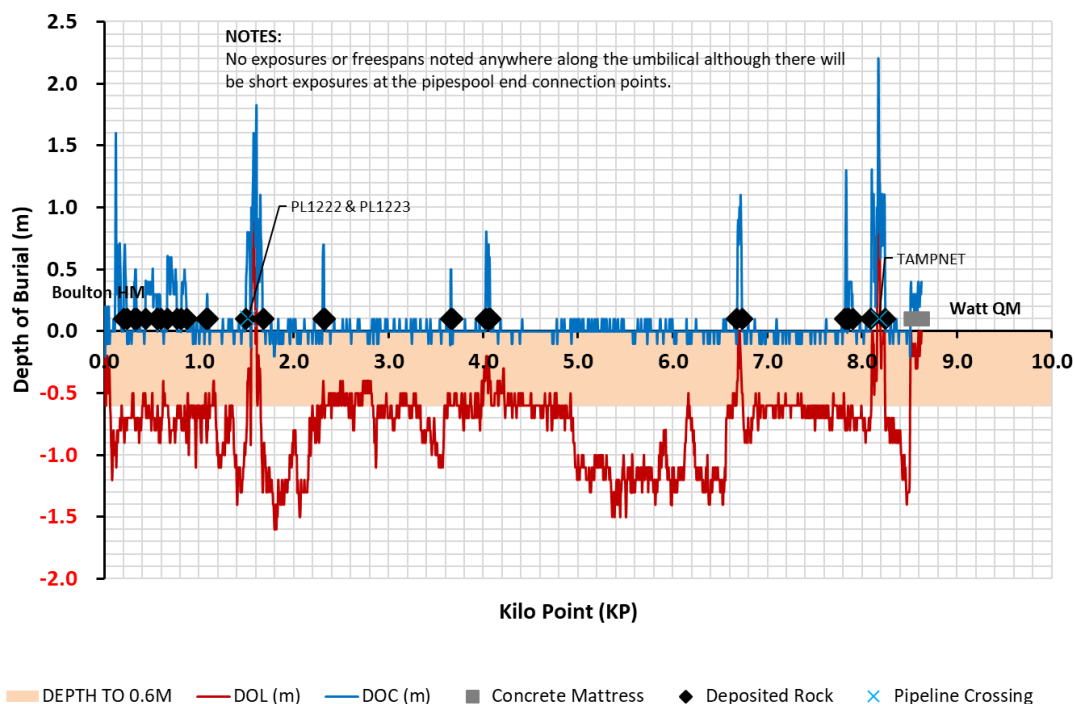 NOTES:
No exposures or freespans noted anywhere along the umbilical although there will
be short exposures at the pipespool end connection points.
2.5
2.0
1.5
1.0
0.5
0.0
-0.5
-1.0
-1.5
-2.0
Depth of Burial (m)
PL1222 & PL1223
TAMPNET
Boulton HM
Watt QM
0.0 1.0 2.0 3.0 4.0 5.0 6.0 7.0 8.0 9.0 10.0
Kilo Point (KP)
DEPTH TO 0.6M DOL (m) DOC (m) Concrete Mattress Deposited Rock Pipeline Crossing